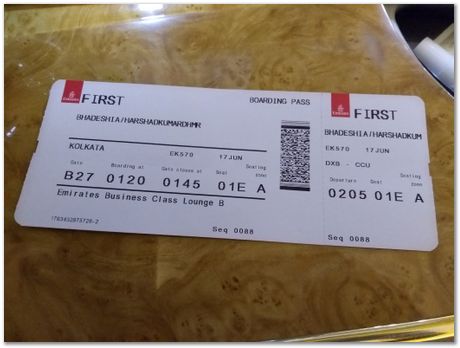 Emirates
FIRST
BOARDING PASS
BHADESHIA/HARSHADKUMARDHMR
KOLKATA EK570 17JUN
Gate Boarding at Gate closes at Seat Seating zone
B27 0120 0145 01E A
Emirates Business Class Lounge B
Seq 0088
Emirates
FIRST
BHADESHIA/HARSHADKUM
EK570 17JUN
DXB - CCU
Departure Seat Seating zone
0205 01E A
Seq 0088